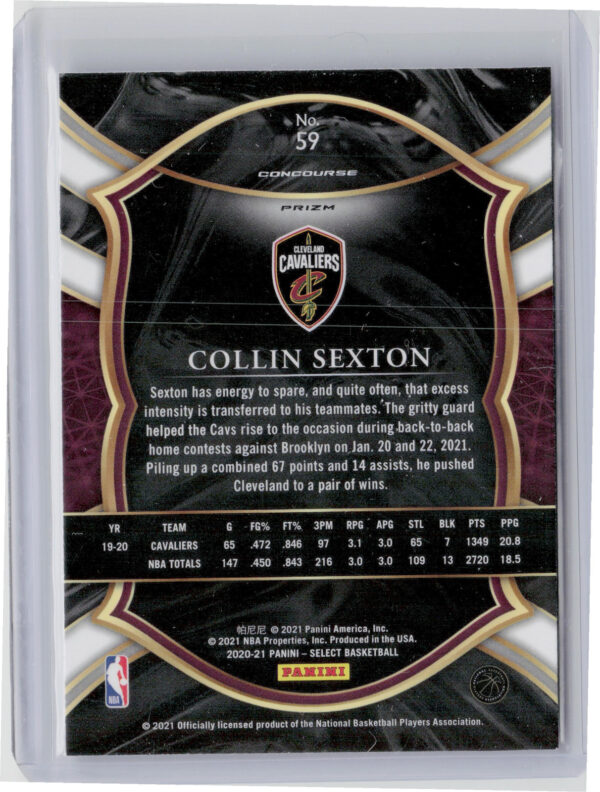 No.
59
CONCOURSE
PRIZM
CLEVELAND
CAVALIERS
C
COLLIN SEXTON
Sexton has energy to spare, and quite often, that excess
intensity is transferred to his teammates. The gritty guard
helped the Cavs rise to the occasion during back-to-back
home contests against Brooklyn on Jan. 20 and 22, 2021.
Piling up a combined 67 points and 14 assists, he pushed
Cleveland to a pair of wins.
YR TEAM G FG% FT% 3PM RPG APG STL BLK PTS PPG
19-20 CAVALIERS 65 .472 .846 97 3.1 3.0 65 7 1349 20.8
NBA TOTALS 147 .450 .843 216 3.0 3.0 109 13 2720 18.5
帕尼尼 © 2021 Panini America, Inc.
© 2021 NBA Properties, Inc. Produced in the USA.
2020-21 PANINI – SELECT BASKETBALL
PANINI
NBA
© 2021 Officially licensed product of the National Basketball Players Association.